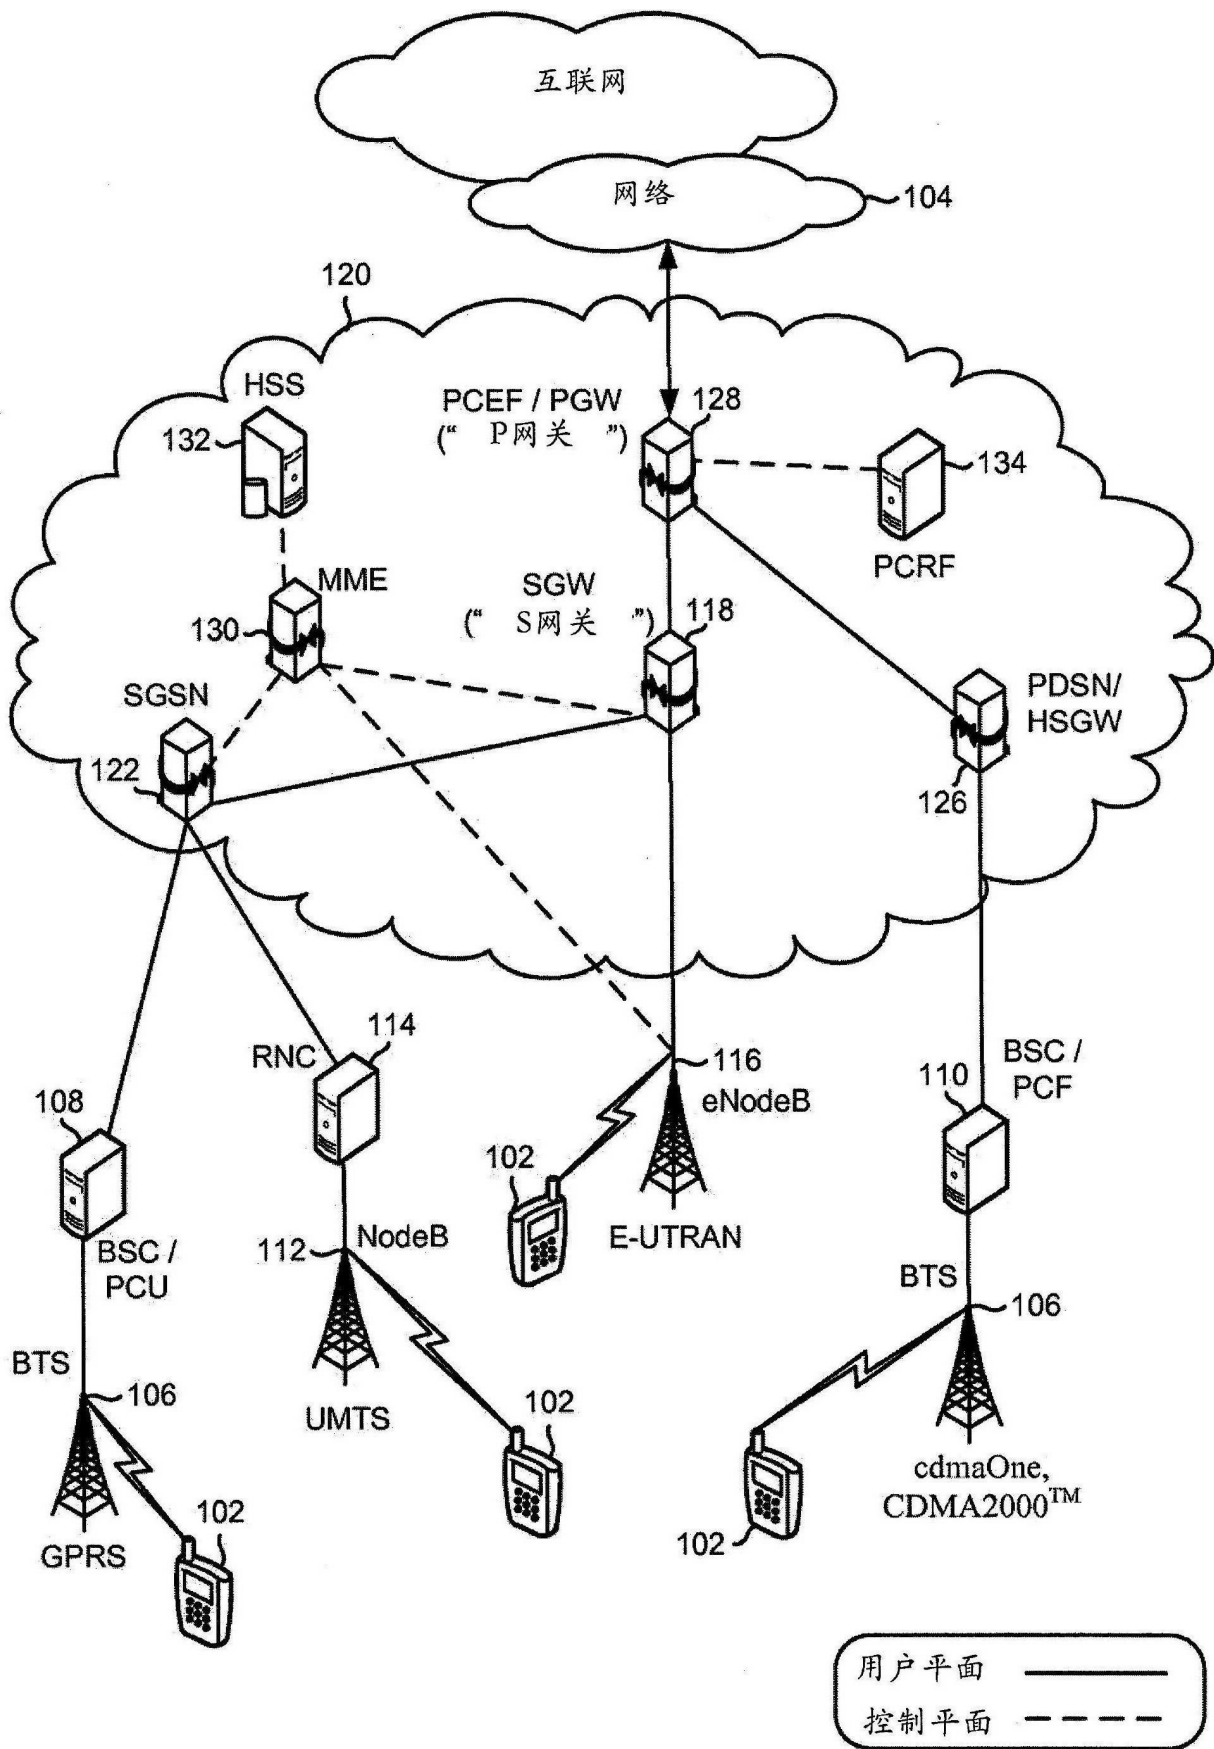 互联网
网络
104
120
HSS
132
PCEF / PGW
(“ P网关 ”)
128
134
PCRF
MME
130
SGW
(“ S网关 ”)
118
SGSN
122
PDSN/
HSGW
126
RNC
114
116
eNodeB
BSC /
PCF
110
108
102
E-UTRAN
BSC /
PCU
112
NodeB
BTS
106
BTS
106
UMTS
102
102
cdmaOne,
CDMA2000™
GPRS
102
用户平面
控制平面